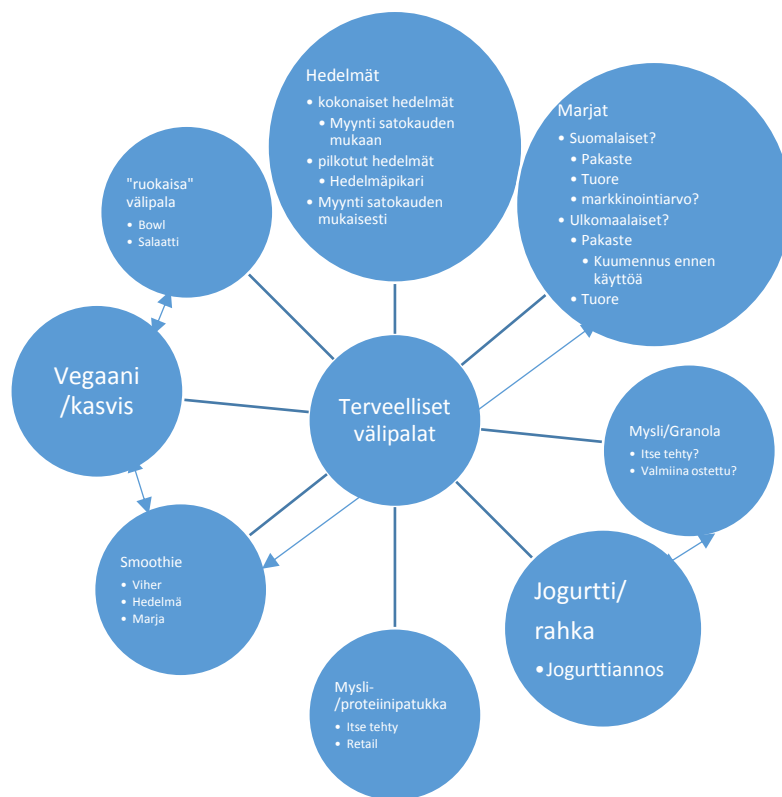 Hedelmät
• kokonaiset hedelmät
• Myynti satokauden
mukaan
• pilkotut hedelmät
• Hedelmäpikari
• Myynti satokauden
mukaisesti
Marjat
• Suomalaiset?
• Pakaste
• Tuore
• markkinointiarvo?
• Ulkomaalaiset?
• Pakaste
• Kuumennus ennen
käyttöä
• Tuore
"ruokaisa"
välipala
• Bowl
• Salaatti
Vegaani
/kasvis
Terveelliset
välipalat
Mysli/Granola
• Itse tehty?
• Valmiina ostettu?
Smoothie
• Viher
• Hedelmä
• Marja
Jogurtti/
rahka
•Jogurttiannos
Mysli-
/proteiinipatukka
• Itse tehty
• Retail